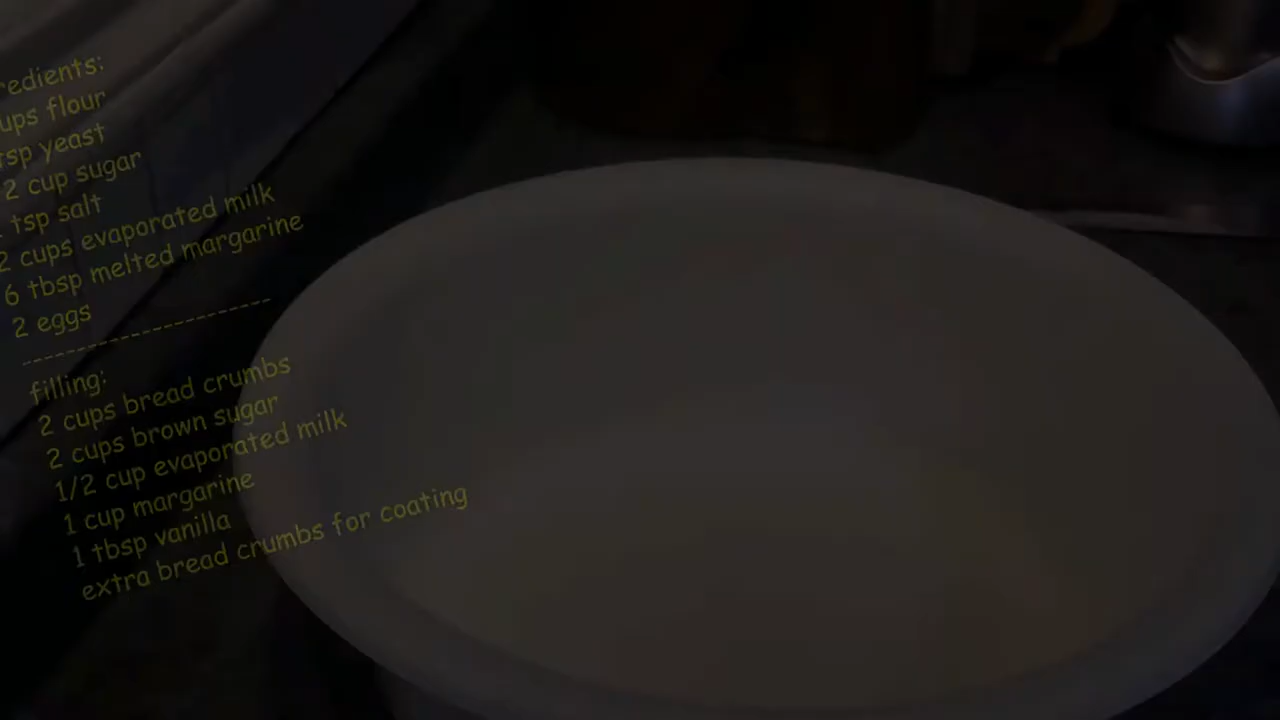 redients:
ups flour
tsp yeast
2 cup sugar
tsp salt
2 cups evaporated milk
6 tbsp melted margarine
2 eggs
------------------------
filling:
2 cups bread crumbs
2 cups brown sugar
1/2 cup evaporated milk
1 cup margarine
1 tbsp vanilla
extra bread crumbs for coating